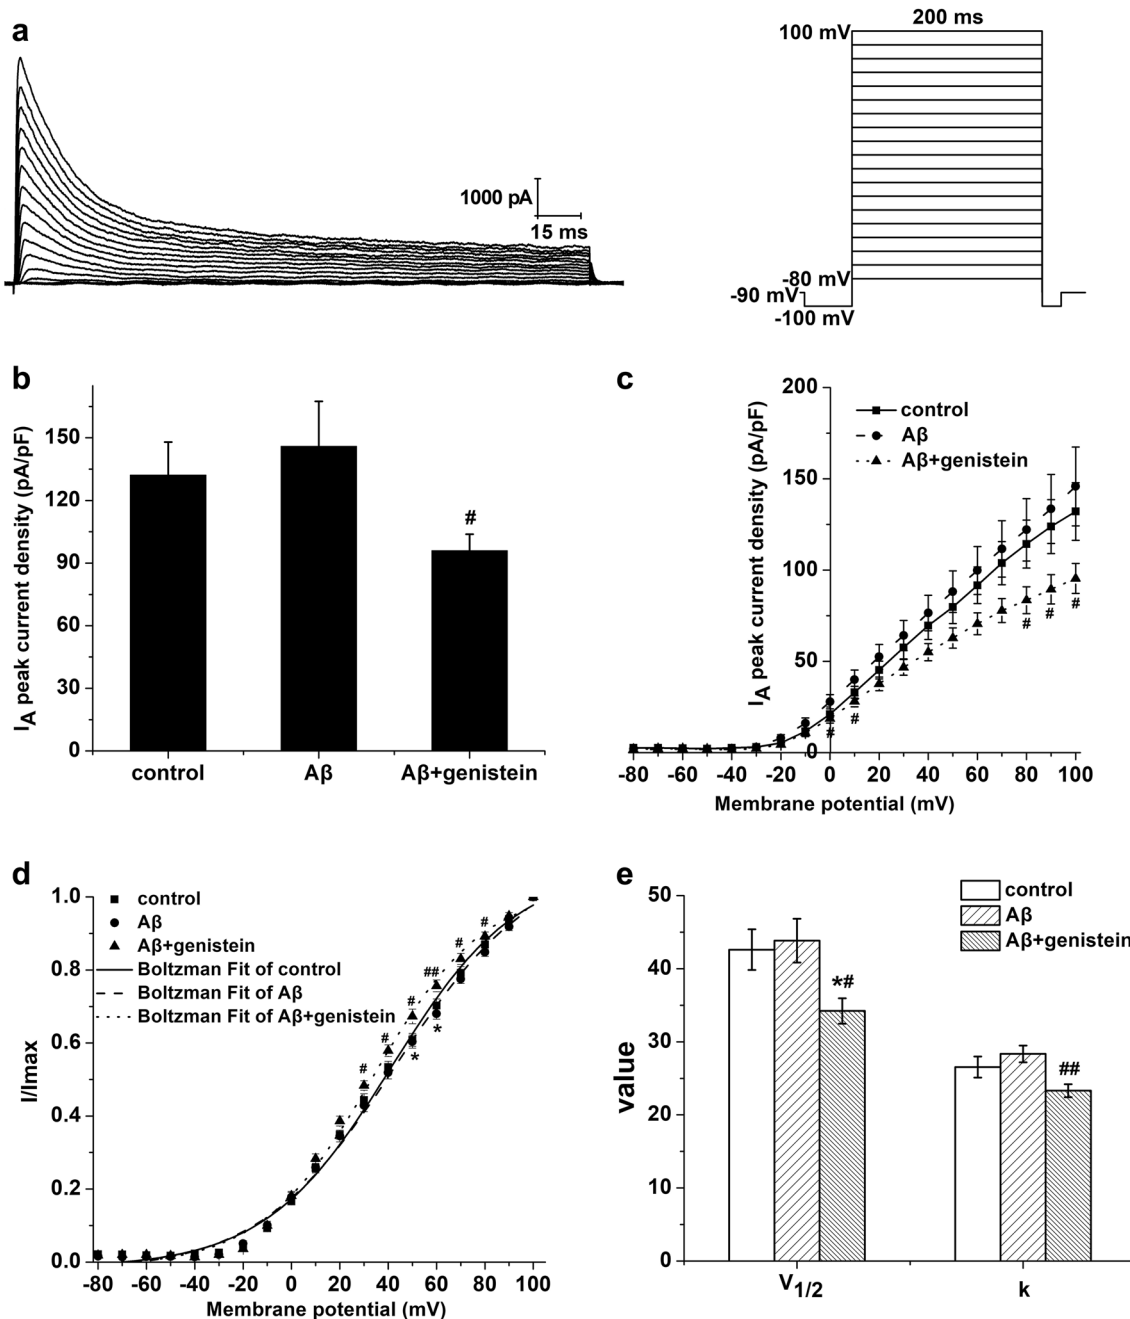 a
1000 pA
15 ms
200 ms
100 mV
-80 mV
-90 mV
-100 mV
b
I_A peak current density (pA/pF)
150
120
90
60
30
0
#
control
Aβ
Aβ+genistein
c
I_A peak current density (pA/pF)
200
150
100
50
0
control
Aβ
Aβ+genistein
# # # # #
-80 -60 -40 -20 0 20 40 60 80 100
Membrane potential (mV)
d
I/Imax
1.0
0.8
0.6
0.4
0.2
0.0
control
Aβ
Aβ+genistein
Boltzman Fit of control
Boltzman Fit of Aβ
Boltzman Fit of Aβ+genistein
# # # ## # #
* *
-80 -60 -40 -20 0 20 40 60 80 100
Membrane potential (mV)
e
value
50
40
30
20
10
0
control
Aβ
Aβ+genistein
*#
##
V1/2
k